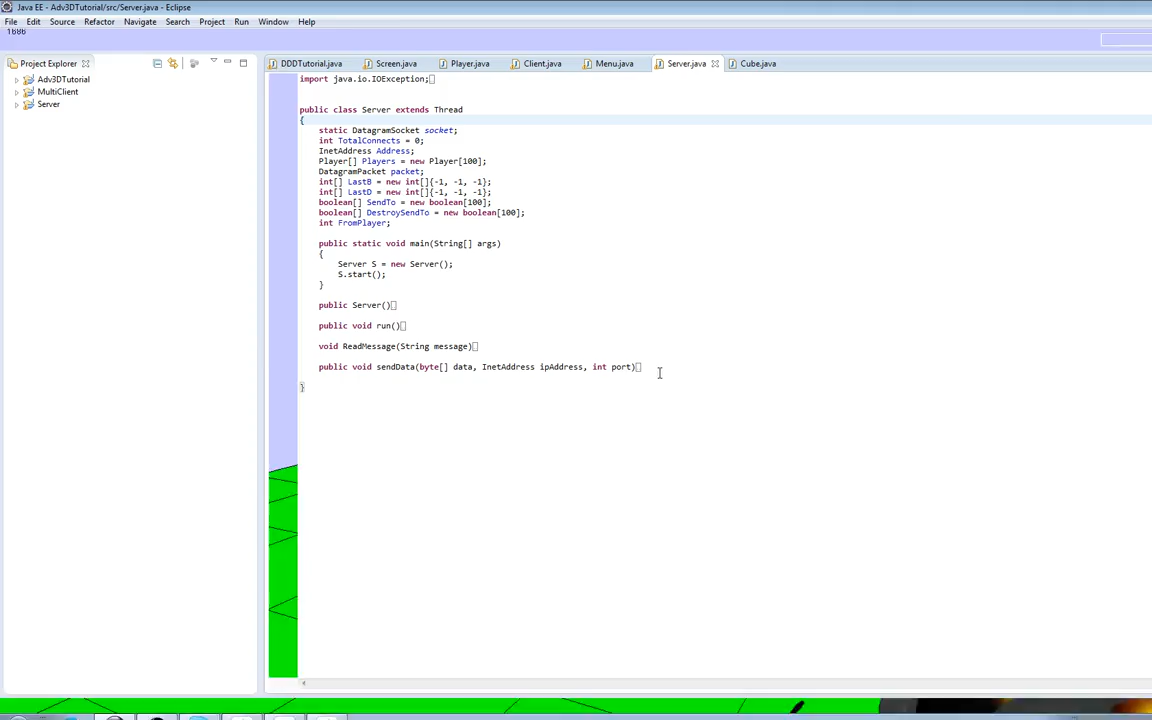 Java EE - Adv3DTutorial/src/Server.java - Eclipse
File Edit Source Refactor Navigate Search Project Run Window Help
1686
Project Explorer
DDDTutorial.java Screen.java Player.java Client.java Menu.java Server.java Cube.java
Adv3DTutorial
MultiClient
Server
import java.io.IOException;
public class Server extends Thread
{
static DatagramSocket socket;
int TotalConnects = 0;
InetAddress Address;
Player[] Players = new Player[100];
DatagramPacket packet;
int[] LastB = new int[]{-1, -1, -1};
int[] LastD = new int[]{-1, -1, -1};
boolean[] SendTo = new boolean[100];
boolean[] DestroySendTo = new boolean[100];
int FromPlayer;
public static void main(String[] args)
{
Server S = new Server();
S.start();
}
public Server()
public void run()
void ReadMessage(String message)
public void sendData(byte[] data, InetAddress ipAddress, int port)
}